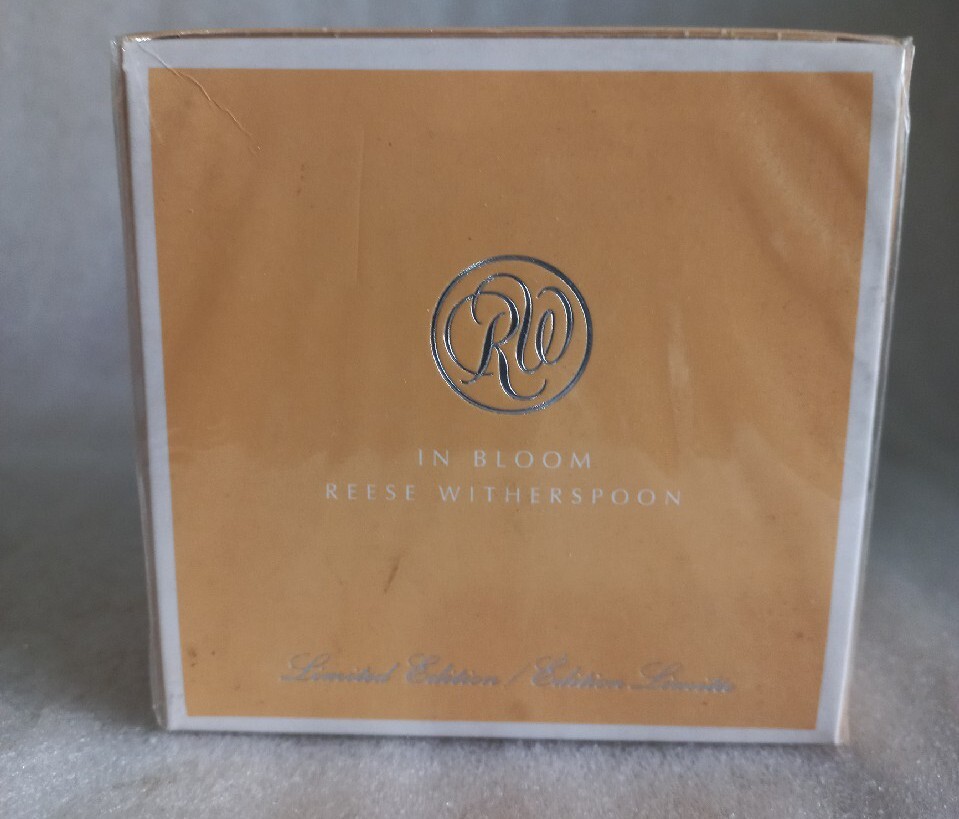 RW
IN BLOOM
REESE WITHERSPOON
Limited Edition / Edition Limitée